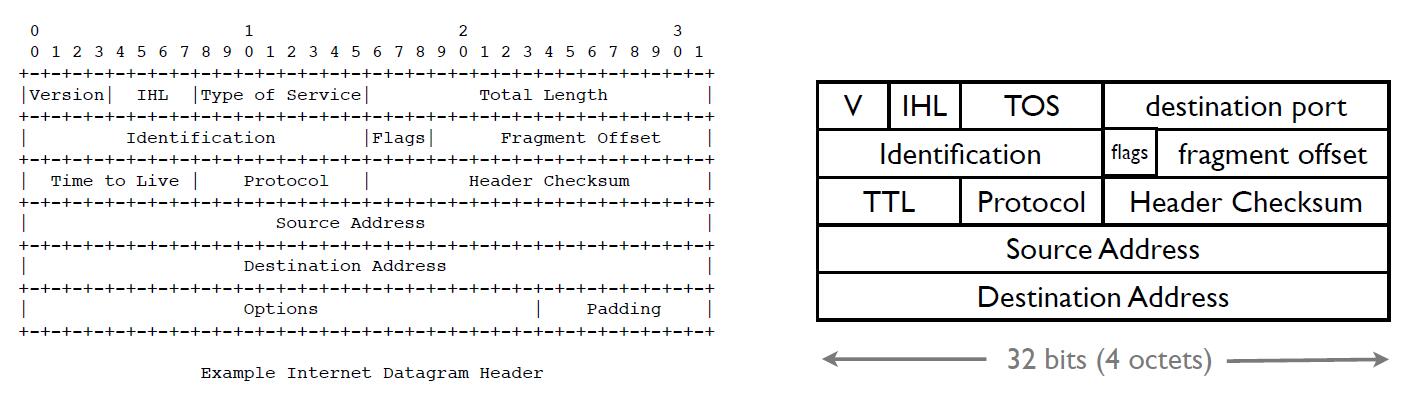 0                   1                   2                   3
0 1 2 3 4 5 6 7 8 9 0 1 2 3 4 5 6 7 8 9 0 1 2 3 4 5 6 7 8 9 0 1
+-+-+-+-+-+-+-+-+-+-+-+-+-+-+-+-+-+-+-+-+-+-+-+-+-+-+-+-+-+-+-+-+
|Version|  IHL  |Type of Service|          Total Length         |
+-+-+-+-+-+-+-+-+-+-+-+-+-+-+-+-+-+-+-+-+-+-+-+-+-+-+-+-+-+-+-+-+
|         Identification        |Flags|      Fragment Offset    |
+-+-+-+-+-+-+-+-+-+-+-+-+-+-+-+-+-+-+-+-+-+-+-+-+-+-+-+-+-+-+-+-+
|  Time to Live |    Protocol   |         Header Checksum       |
+-+-+-+-+-+-+-+-+-+-+-+-+-+-+-+-+-+-+-+-+-+-+-+-+-+-+-+-+-+-+-+-+
|                       Source Address                          |
+-+-+-+-+-+-+-+-+-+-+-+-+-+-+-+-+-+-+-+-+-+-+-+-+-+-+-+-+-+-+-+-+
|                    Destination Address                        |
+-+-+-+-+-+-+-+-+-+-+-+-+-+-+-+-+-+-+-+-+-+-+-+-+-+-+-+-+-+-+-+-+
|                    Options                    |    Padding    |
+-+-+-+-+-+-+-+-+-+-+-+-+-+-+-+-+-+-+-+-+-+-+-+-+-+-+-+-+-+-+-+-+
Example Internet Datagram Header
V IHL TOS destination port
Identification flags fragment offset
TTL Protocol Header Checksum
Source Address
Destination Address
32 bits (4 octets)